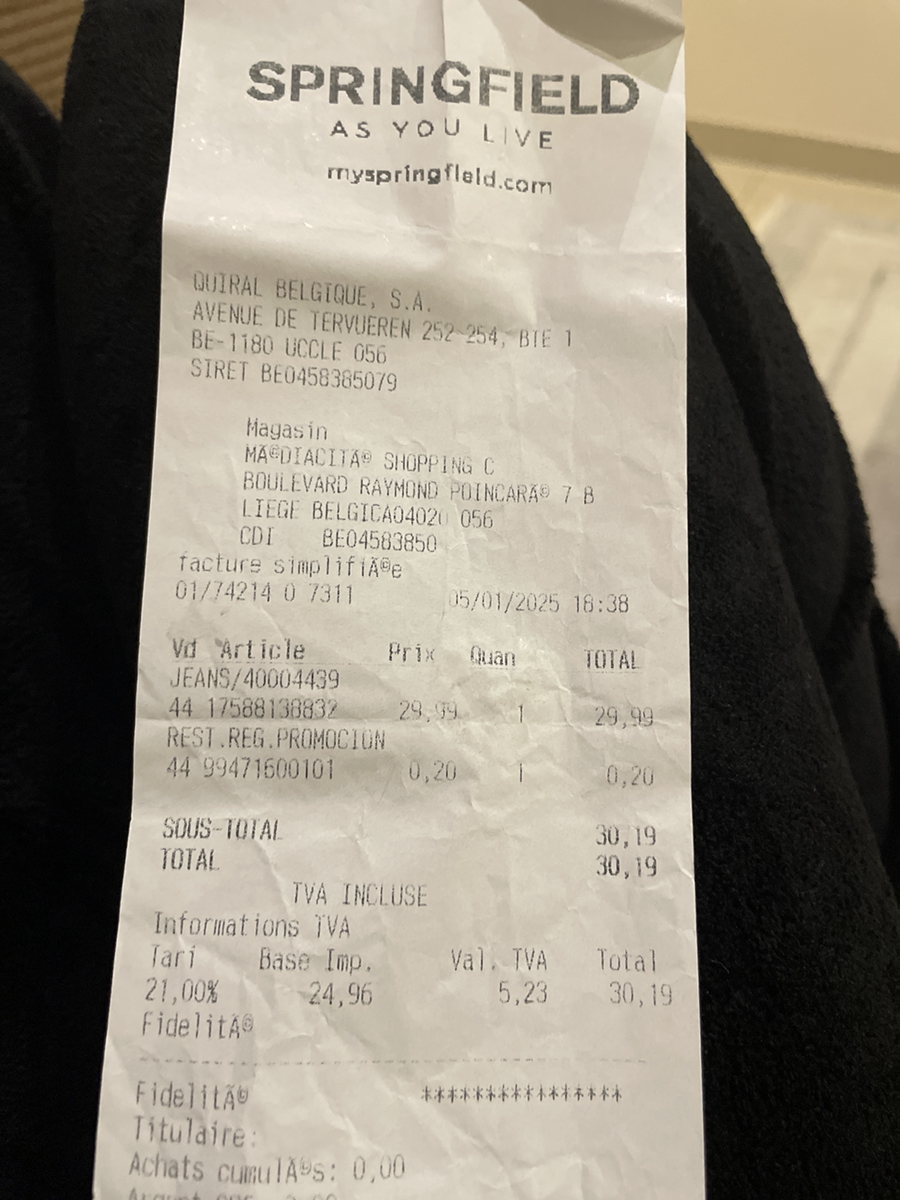 SPRINGFIELD
AS YOU LIVE
myspringfield.com
QUIRAL BELGIQUE, S.A.
AVENUE DE TERVUEREN 252-254, BTE 1
BE-1180 UCCLE 056
SIRET BE0458385079
Magasin
MÃ©DIACITÃ© SHOPPING C
BOULEVARD RAYMOND POINCARÃ© 7 B
LIEGE BELGICA04020 056
CDI BE04583850
facture simplifiÃ©e
01/74214 0 7311 05/01/2025 18:38
Vd Article Prix Quan TOTAL
JEANS/40004439
44 17588138832 29,99 1 29,99
REST.REG.PROMOCION
44 99471600101 0,20 1 0,20
SOUS-TOTAL 30,19
TOTAL 30,19
TVA INCLUSE
Informations TVA
Tari Base Imp. Val. TVA Total
21,00% 24,96 5,23 30,19
FidelitÃ©
FidelitÃ© ****************
Titulaire:
Achats cumulÃ©s: 0,00